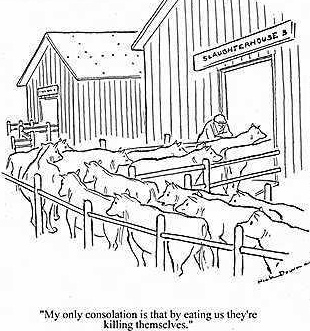 SLAUGHTERHOUSE 3
"My only consolation is that by eating us they're
killing themselves."